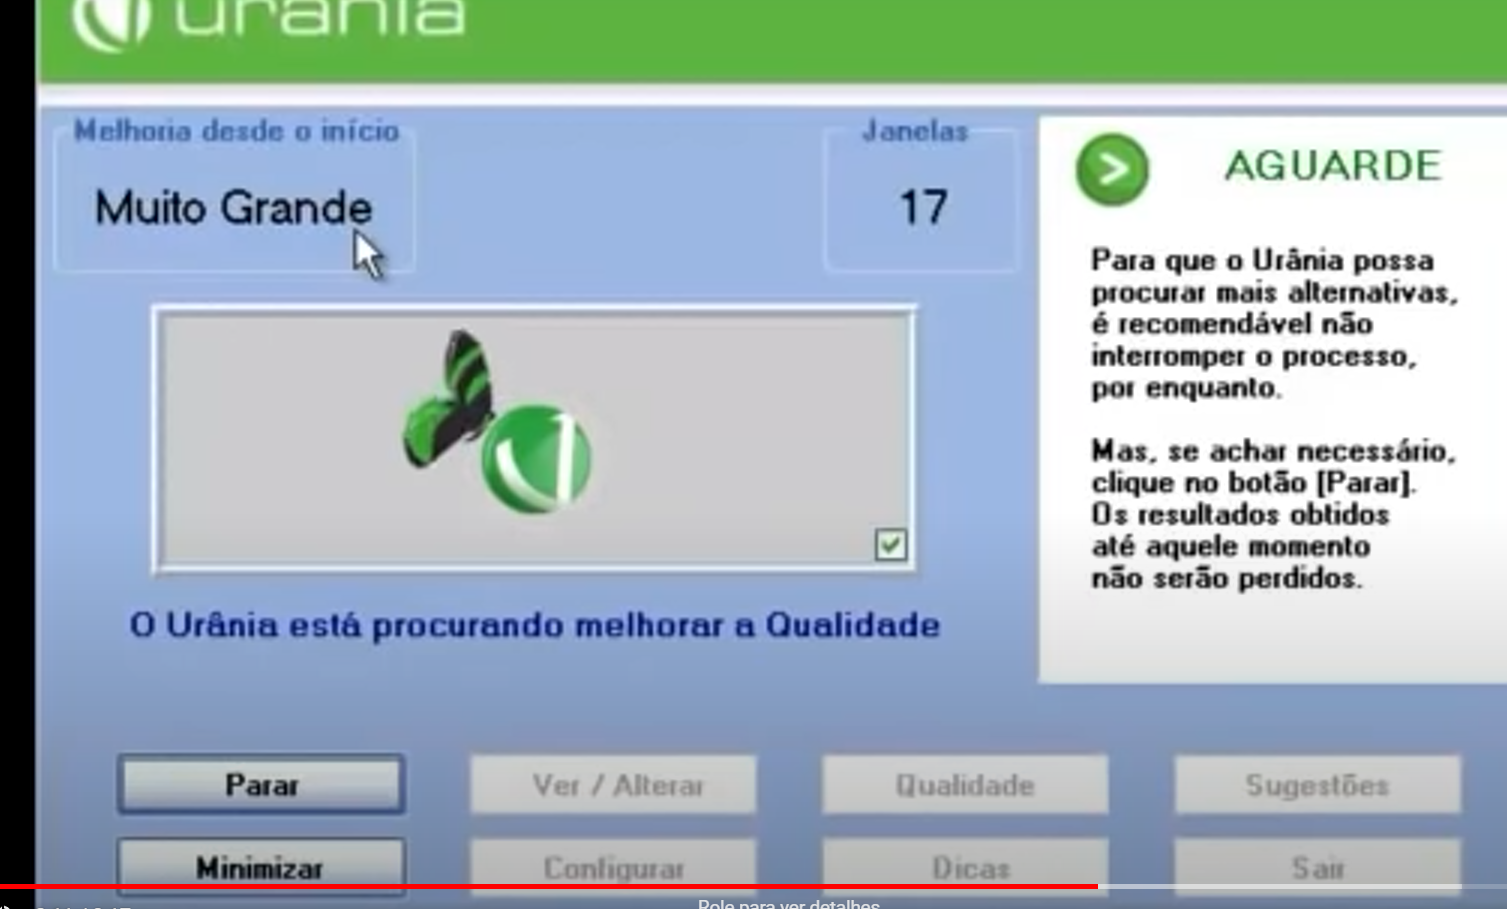 urânia
Melhoria desde o início
Muito Grande
Janelas
17
AGUARDE
Para que o Urânia possa
procurar mais alternativas,
é recomendável não
interromper o processo,
por enquanto.
Mas, se achar necessário,
clique no botão [Parar].
Os resultados obtidos
até aquele momento
não serão perdidos.
O Urânia está procurando melhorar a Qualidade
Parar
Ver / Alterar
Qualidade
Sugestões
Minimizar
Configurar
Dicas
Sair
Role para ver detalhes